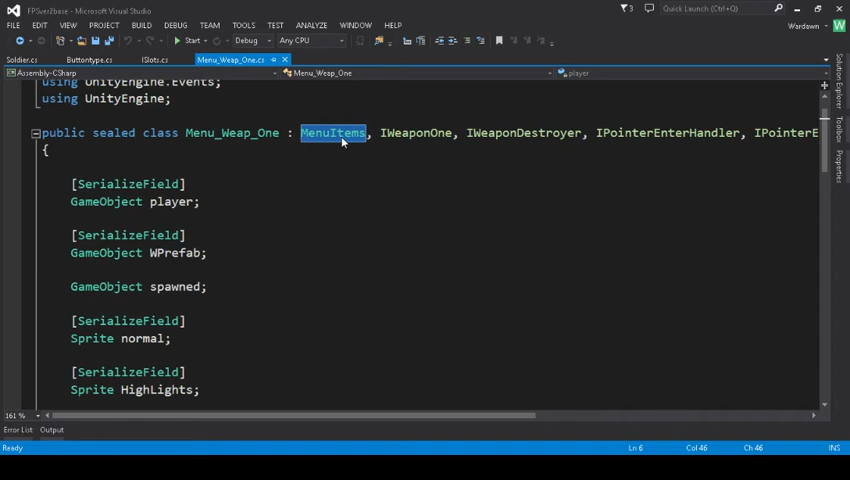 FPSver2base - Microsoft Visual Studio
3
Quick Launch (Ctrl+Q)
FILE EDIT VIEW PROJECT BUILD DEBUG TEAM TOOLS TEST ANALYZE WINDOW HELP
Wardawn
Start Debug Any CPU
Soldier.cs Buttontype.cs ISlots.cs Menu_Weap_One.cs
Assembly-CSharp Menu_Weap_One player
using UnityEngine.Events;
using UnityEngine;
public sealed class Menu_Weap_One : MenuItems, IWeaponOne, IWeaponDestroyer, IPointerEnterHandler, IPointerE
{
[SerializeField]
GameObject player;
[SerializeField]
GameObject WPrefab;
GameObject spawned;
[SerializeField]
Sprite normal;
[SerializeField]
Sprite HighLights;
161 %
Error List Output
Ready Ln 6 Col 46 Ch 46 INS
Solution Explorer
Toolbox
Properties